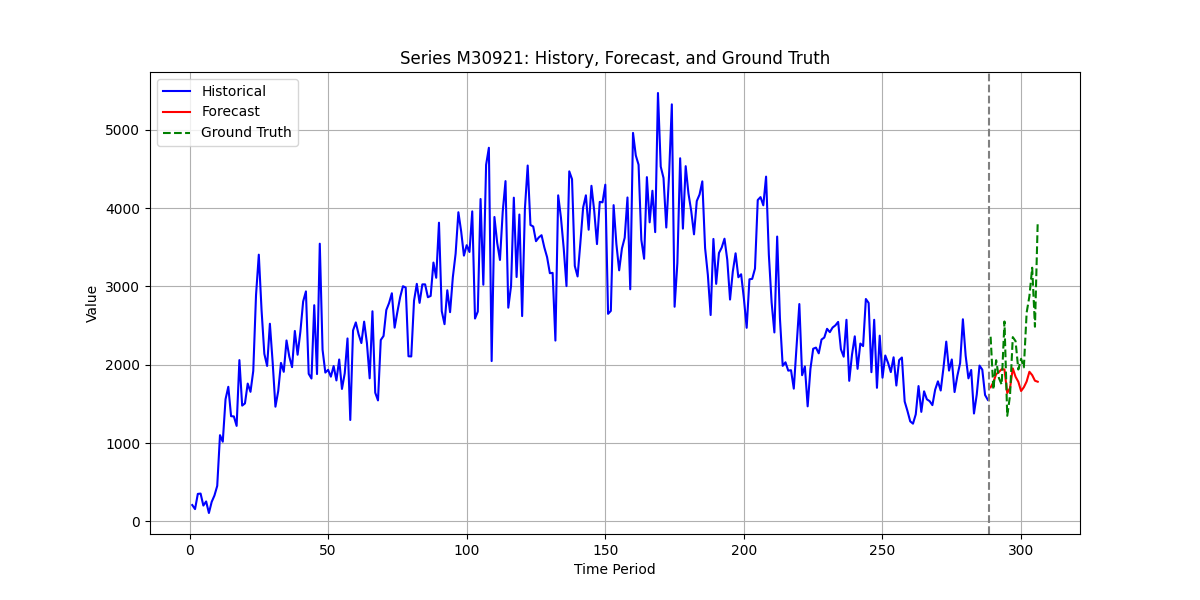 Series M30921: History, Forecast, and Ground Truth
Historical
Forecast
Ground Truth
5000
4000
3000
2000
1000
0
Value
0 50 100 150 200 250 300
Time Period